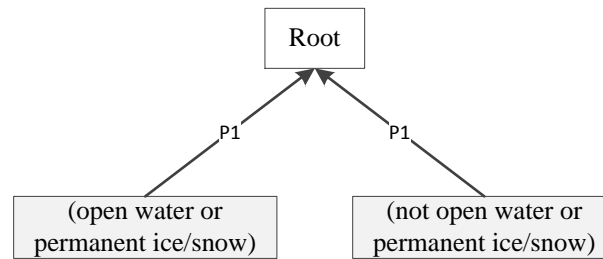 Root
P1
P1
(open water or
permanent ice/snow)
(not open water or
permanent ice/snow)